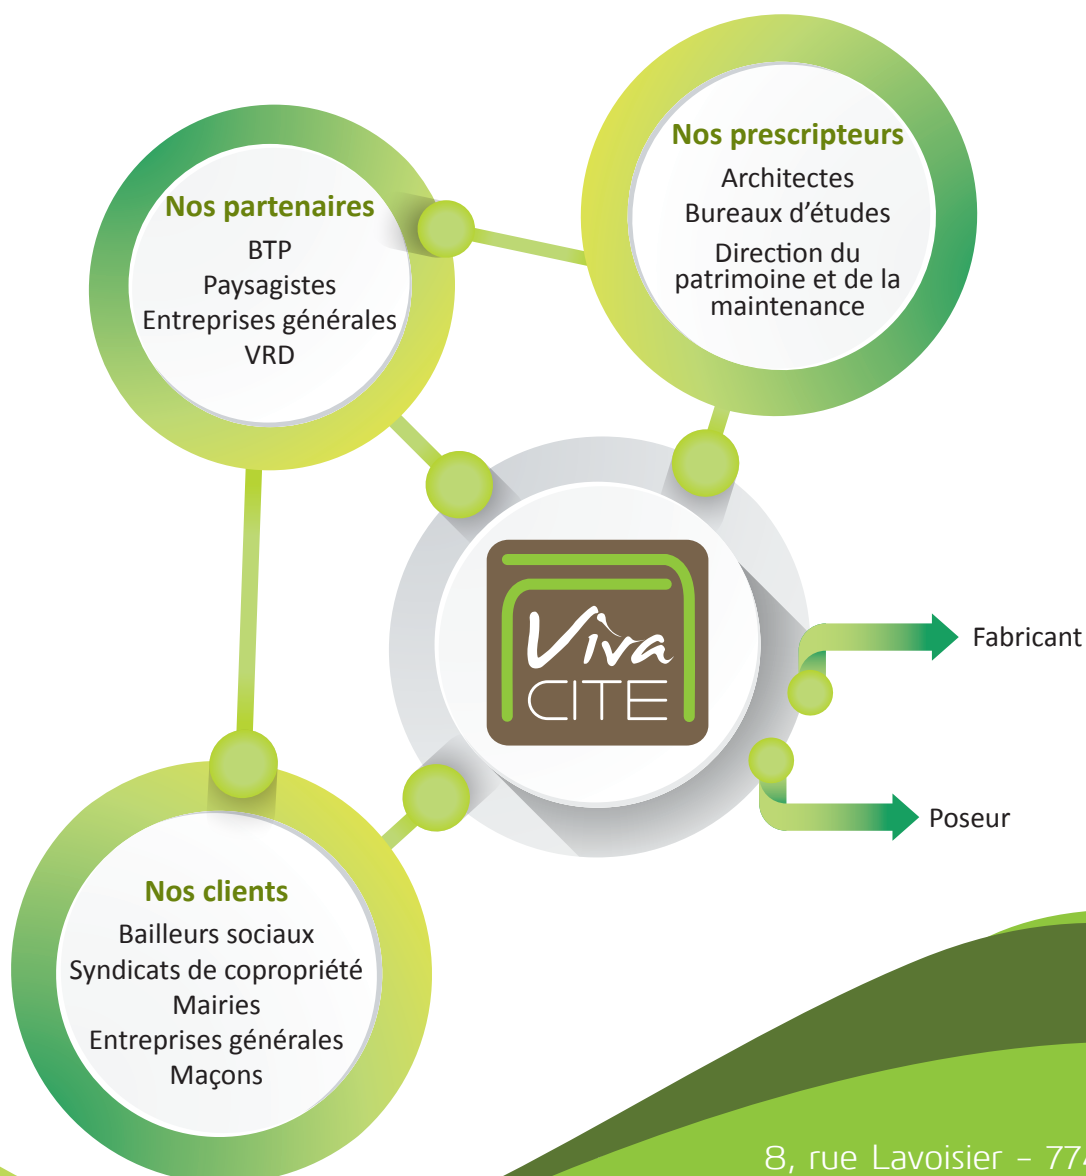 Nos prescripteurs
Architectes
Bureaux d’études
Direction du
patrimoine et de la
maintenance
Nos partenaires
BTP
Paysagistes
Entreprises générales
VRD
Viva
CITE
Fabricant
Poseur
Nos clients
Bailleurs sociaux
Syndicats de copropriété
Mairies
Entreprises générales
Maçons
8, rue Lavoisier – 77